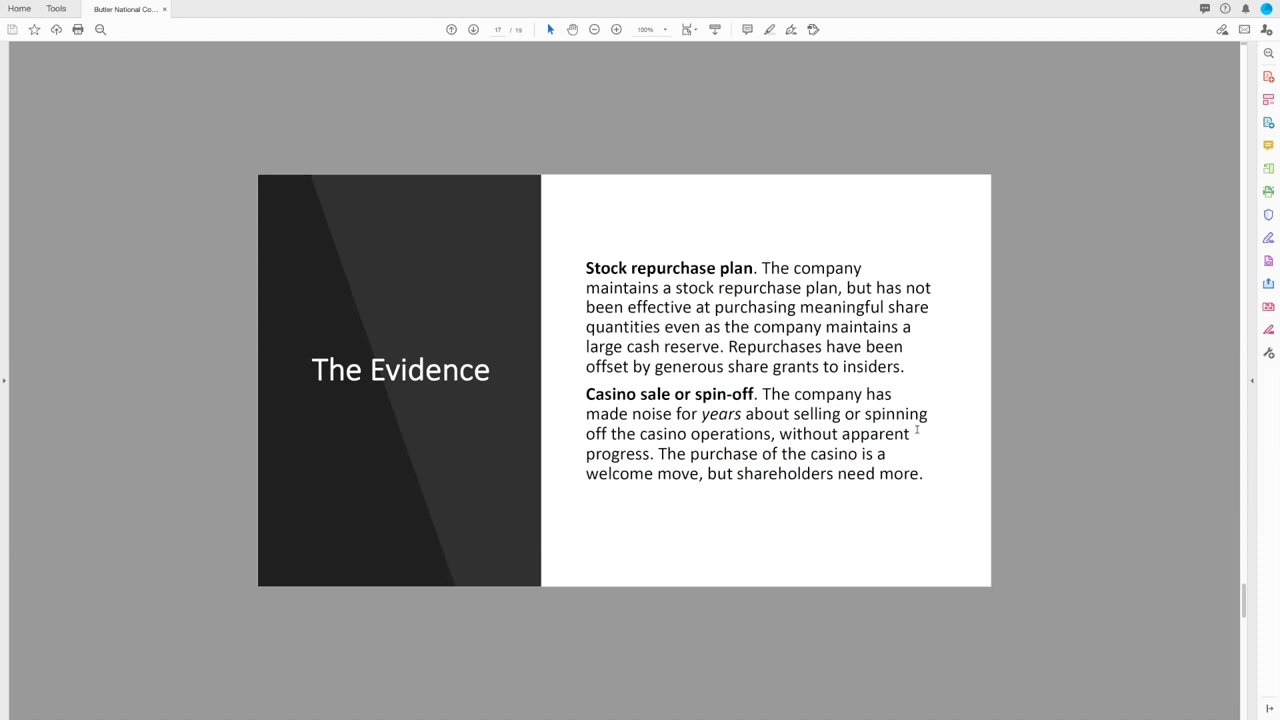 Home
Tools
Butler National Co...
17 / 19
100%
The Evidence
Stock repurchase plan. The company
maintains a stock repurchase plan, but has not
been effective at purchasing meaningful share
quantities even as the company maintains a
large cash reserve. Repurchases have been
offset by generous share grants to insiders.
Casino sale or spin-off. The company has
made noise for years about selling or spinning
off the casino operations, without apparent
progress. The purchase of the casino is a
welcome move, but shareholders need more.